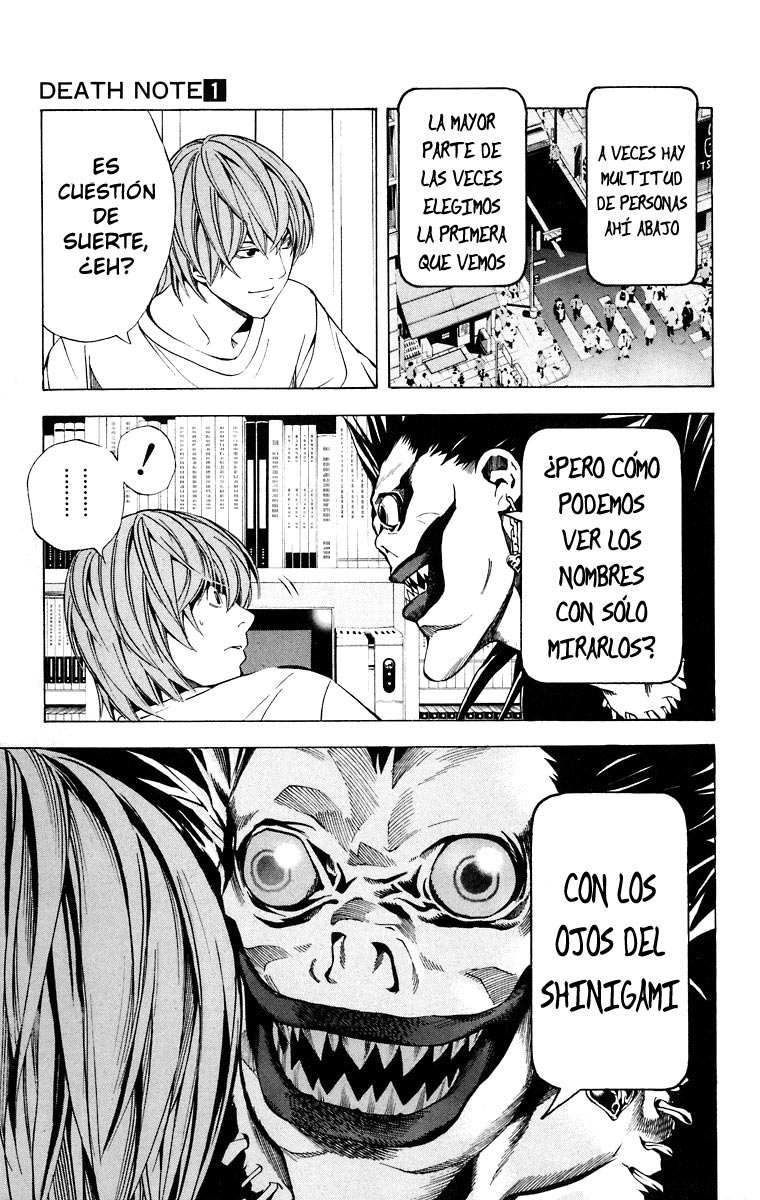 DEATH NOTE 1
A VECES HAY
MULTITUD
DE PERSONAS
AHÍ ABAJO
LA MAYOR
PARTE DE
LAS VECES
ELEGIMOS
LA PRIMERA
QUE VEMOS
ES
CUESTIÓN
DE
SUERTE,
¿EH?
¿PERO CÓMO
PODEMOS
VER LOS
NOMBRES
CON SÓLO
MIRARLOS?
!
......
CON LOS
OJOS DEL
SHINIGAMI